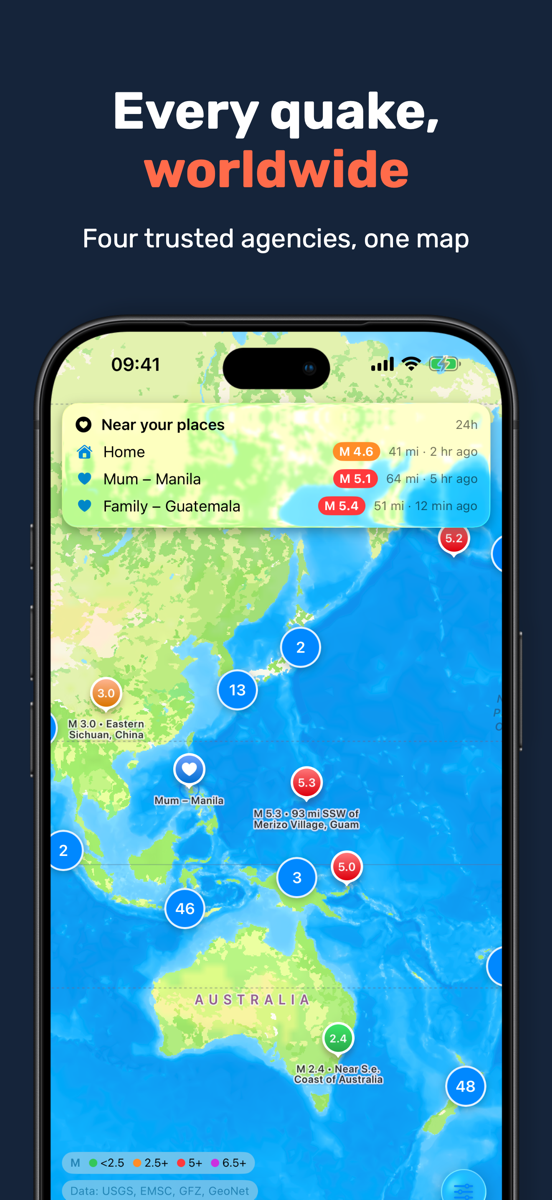 Every quake,
worldwide
Four trusted agencies, one map
09:41
Near your places 24h
Home M 4.6 41 mi · 2 hr ago
Mum – Manila M 5.1 64 mi · 5 hr ago
Family – Guatemala M 5.4 51 mi · 12 min ago
5.2
2
13
3.0
M 3.0 • Eastern
Sichuan, China
Mum – Manila
5.3
M 5.3 • 93 mi SSW of
Merizo Village, Guam
2
3
5.0
46
AUSTRALIA
2.4
M 2.4 • Near S.e.
Coast of Australia
48
M <2.5 2.5+ 5+ 6.5+
Data: USGS, EMSC, GFZ, GeoNet